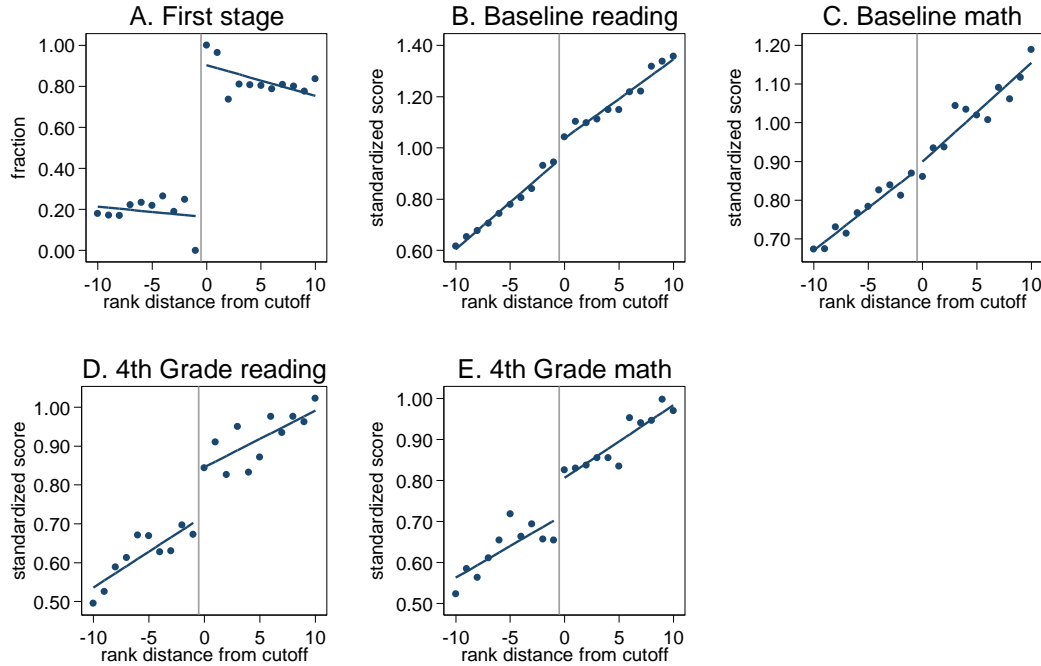 A. First stage
fraction
1.00
0.80
0.60
0.40
0.20
0.00
-10 -5 0 5 10
rank distance from cutoff
B. Baseline reading
standardized score
1.40
1.20
1.00
0.80
0.60
-10 -5 0 5 10
rank distance from cutoff
C. Baseline math
standardized score
1.20
1.10
1.00
0.90
0.80
0.70
-10 -5 0 5 10
rank distance from cutoff
D. 4th Grade reading
standardized score
1.00
0.90
0.80
0.70
0.60
0.50
-10 -5 0 5 10
rank distance from cutoff
E. 4th Grade math
standardized score
1.00
0.90
0.80
0.70
0.60
0.50
-10 -5 0 5 10
rank distance from cutoff